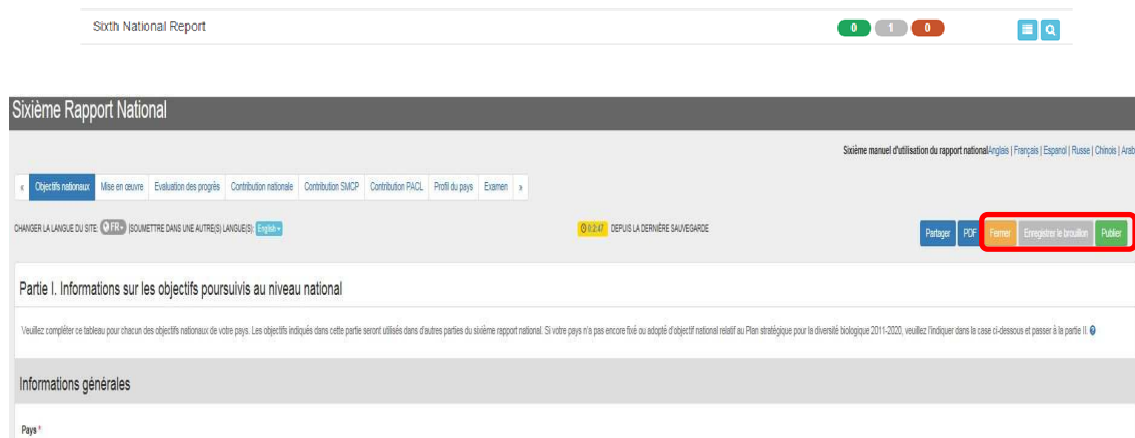 Sixth National Report 0 1 0
Sixième Rapport National
Sixième manuel d'utilisation du rapport nationalAnglais | Français | Espanol | Russe | Chinois | Arab
« Objectifs nationaux Mise en œuvre Evaluation des progrès Contribution nationale Contribution SMCP Contribution PACL Profil du pays Examen »
CHANGER LA LANGUE DU SITE: FR |SOUMETTRE DANS UNE AUTRE(S) LANGUE(S): English 0:2:47 DEPUIS LA DERNIÈRE SAUVEGARDE Partager PDF Fermer Enregistrer le brouillon Publier
Partie I. Informations sur les objectifs poursuivis au niveau national
Veuillez compléter ce tableau pour chacun des objectifs nationaux de votre pays. Les objectifs indiqués dans cette partie seront utilisés dans d'autres parties du sixième rapport national. Si votre pays n'a pas encore fixé ou adopté d'objectif national relatif au Plan stratégique pour la diversité biologique 2011-2020, veuillez l'indiquer dans la case ci-dessous et passer à la partie II.
Informations générales
Pays *